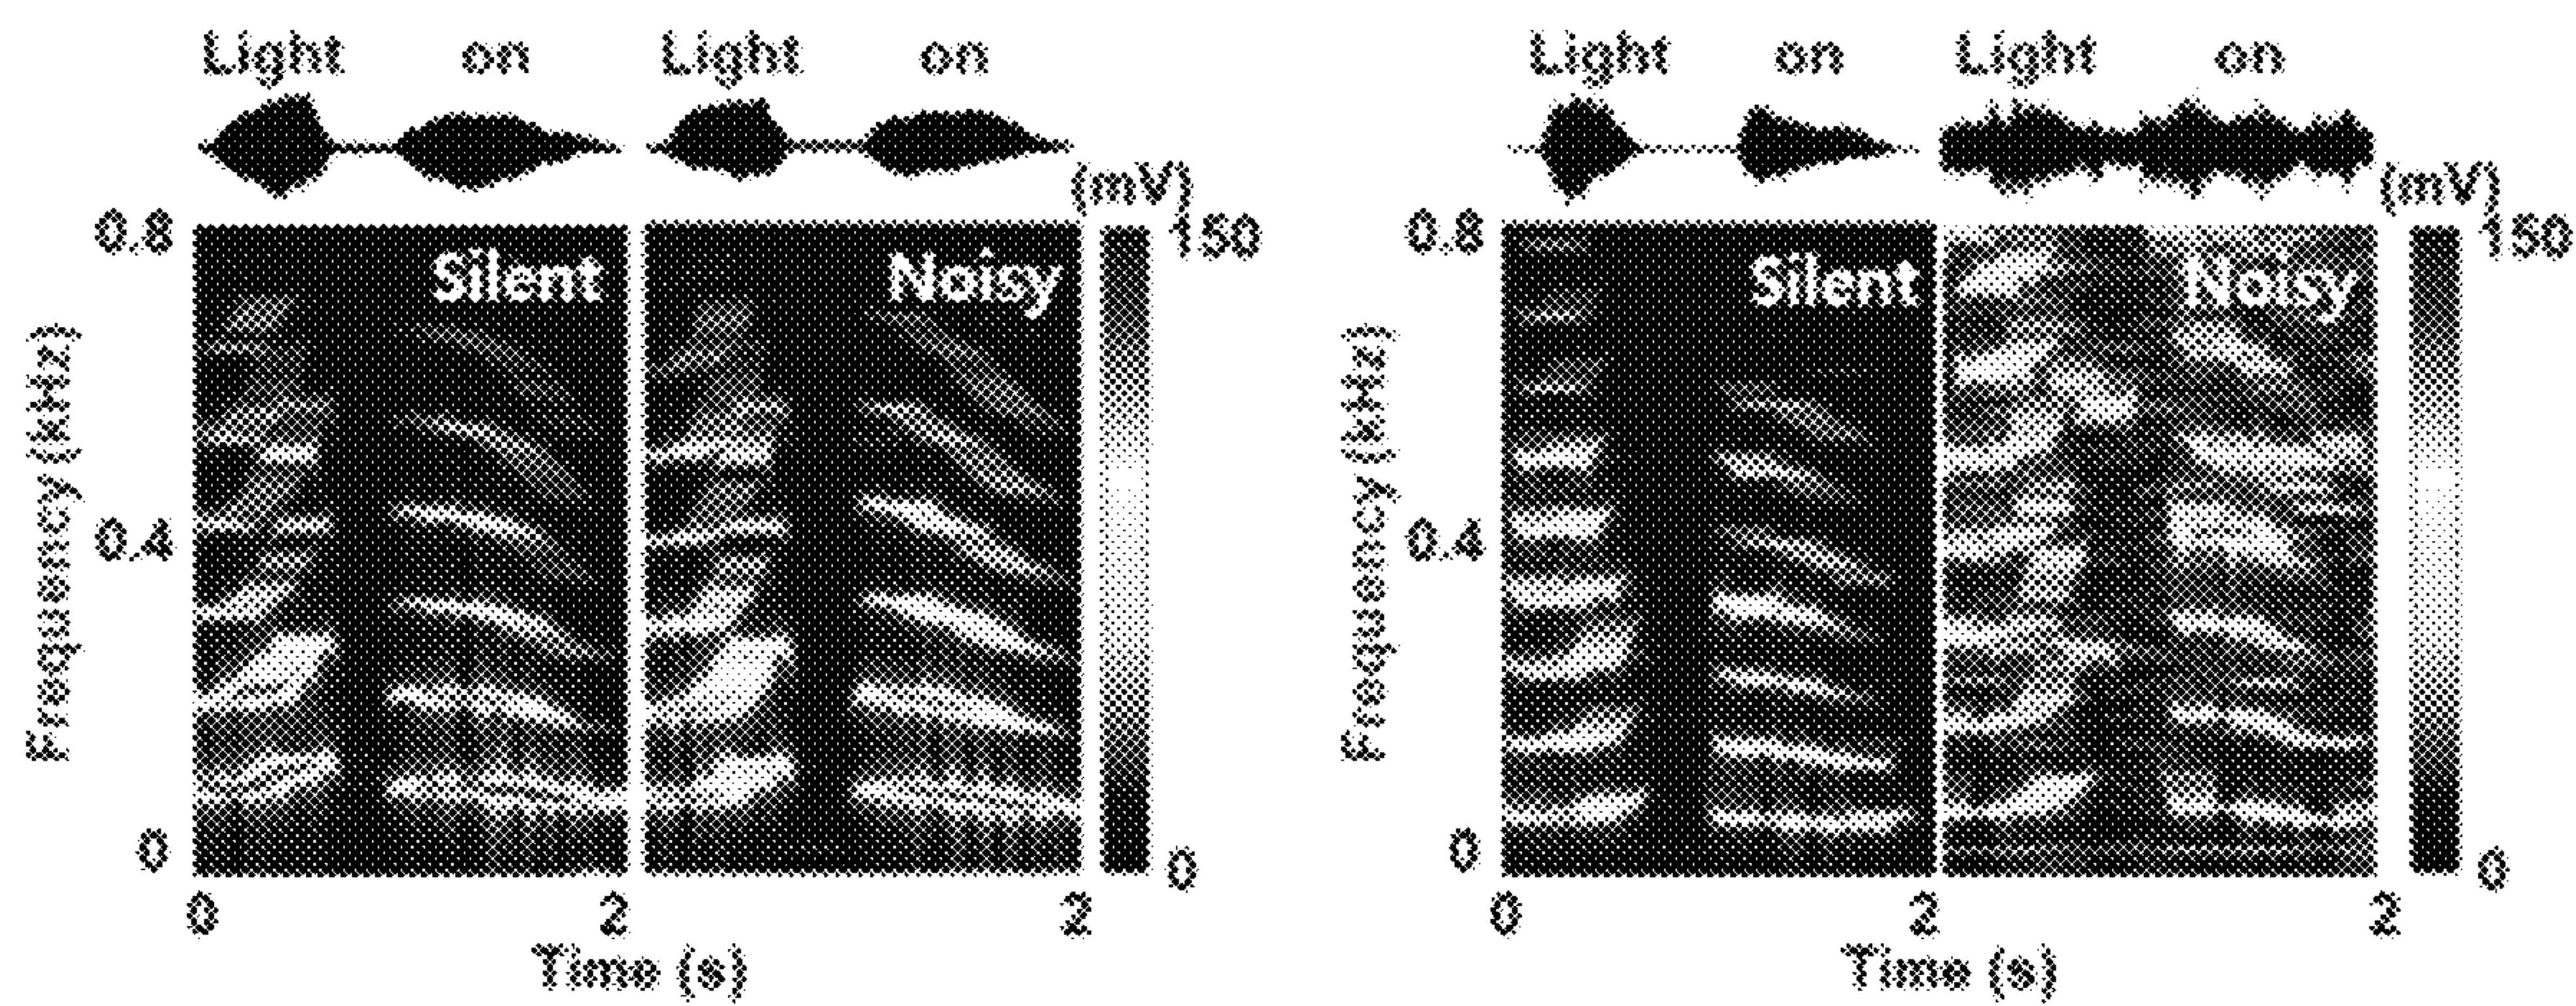 Light on Light on
(mV)
150
0.8
Silent Noisy
Frequency (kHz)
0.4
0
0
0 2 2
Time (s)
Light on Light on
(mV)
150
0.8
Silent Noisy
Frequency (kHz)
0.4
0
0
0 2 2
Time (s)